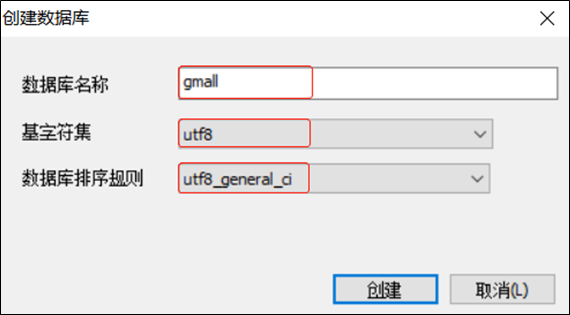 创建数据库
数据库名称
gmall
基字符集
utf8
数据库排序规则
utf8_general_ci
创建
取消(L)